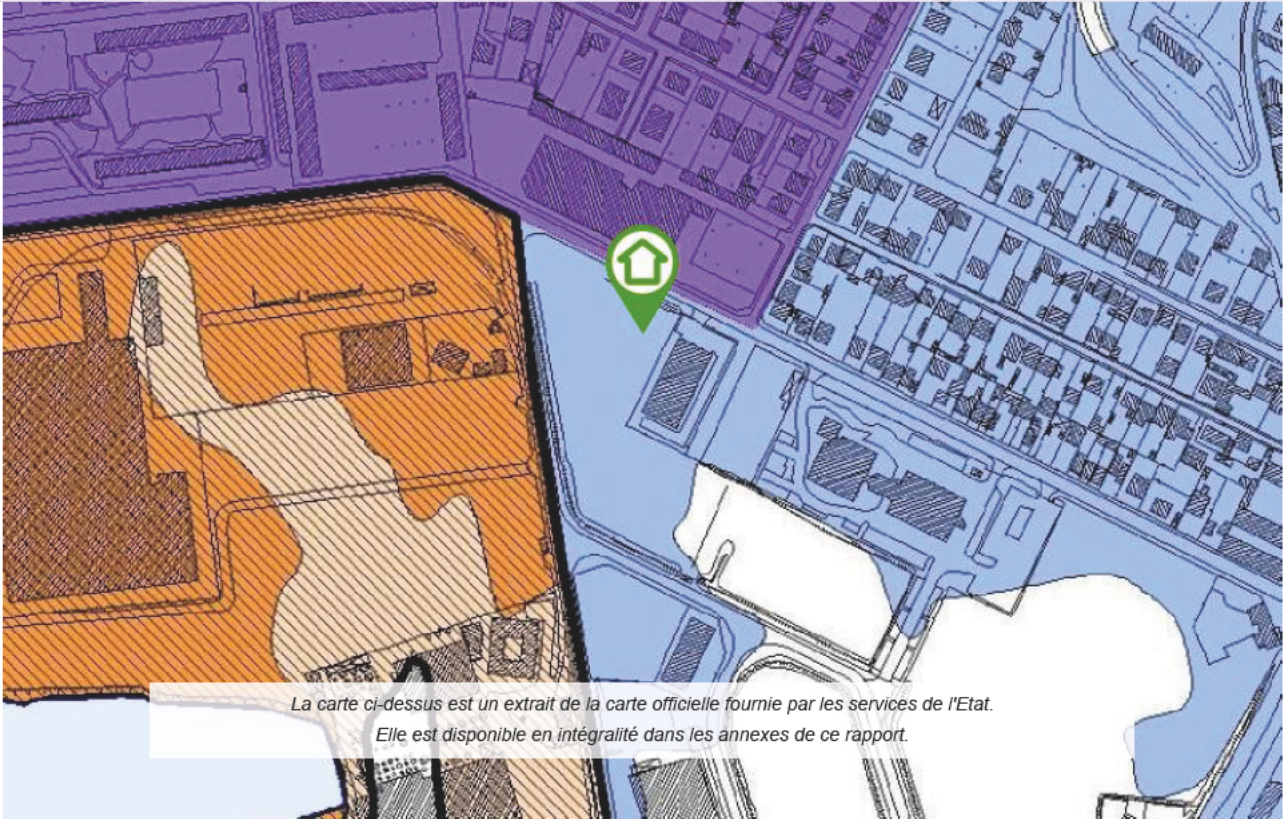 La carte ci-dessus est un extrait de la carte officielle fournie par les services de l'Etat.
Elle est disponible en intégralité dans les annexes de ce rapport.